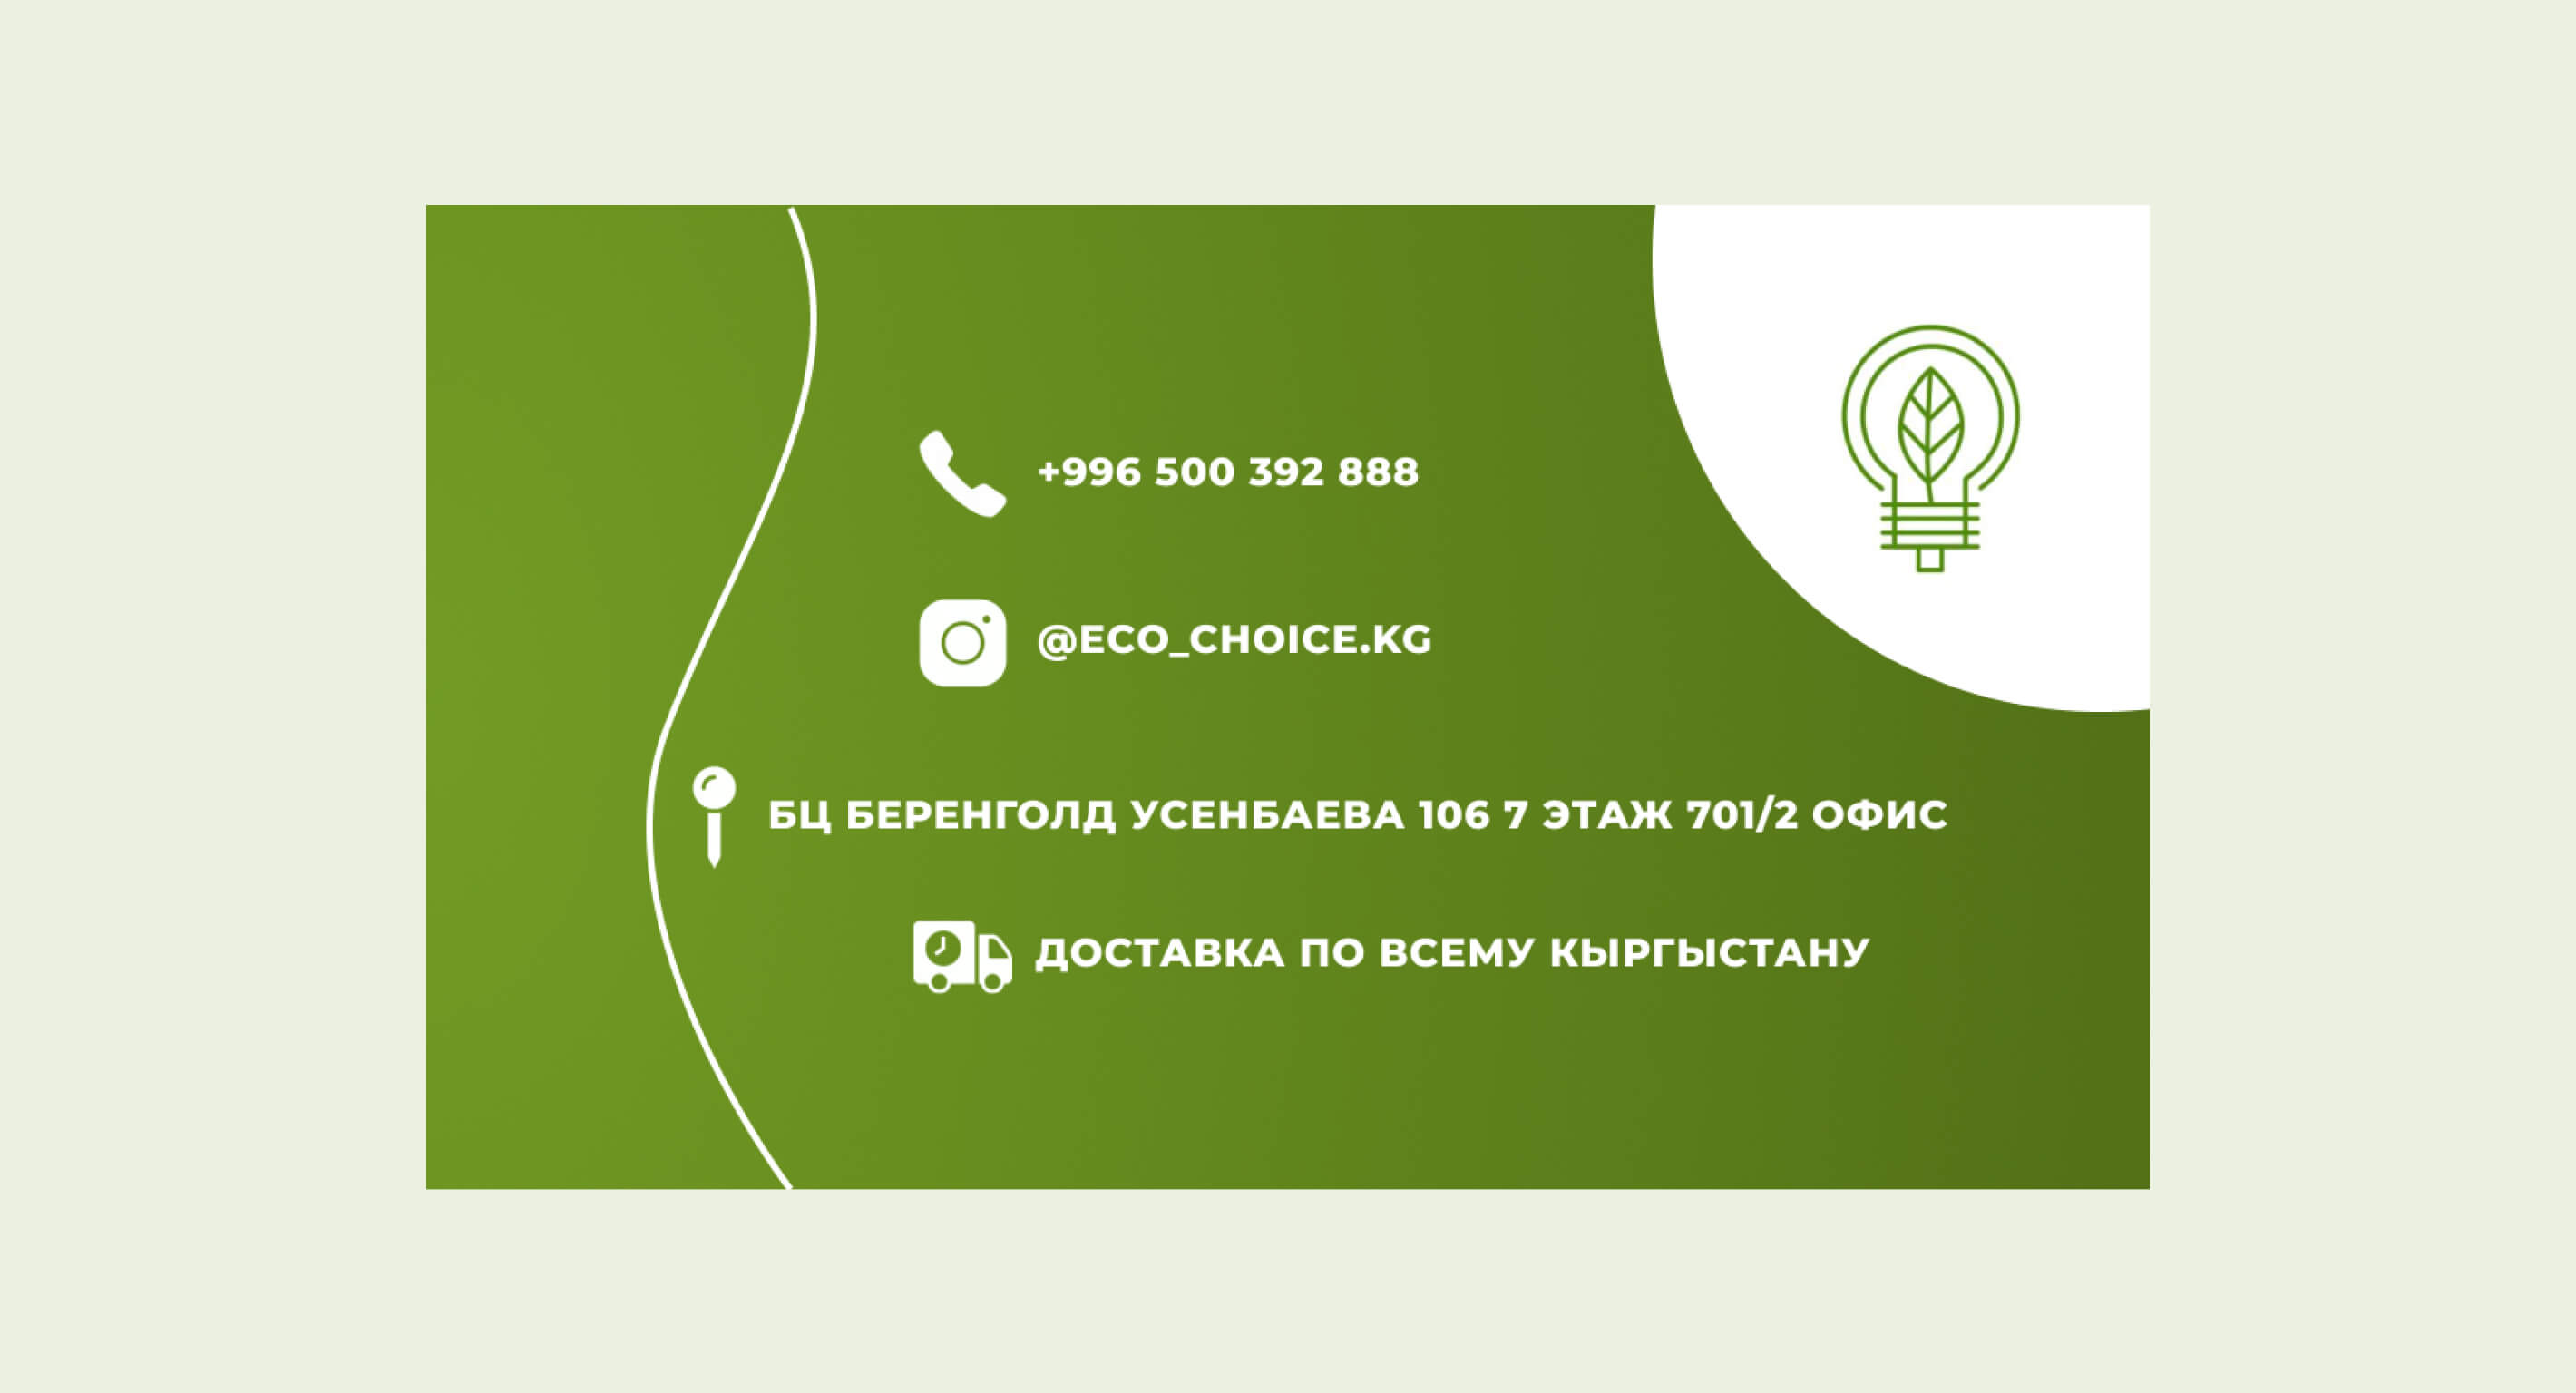 +996 500 392 888
@ECO_CHOICE.KG
БЦ БЕРЕНГОЛД УСЕНБАЕВА 106 7 ЭТАЖ 701/2 ОФИС
ДОСТАВКА ПО ВСЕМУ КЫРГЫСТАНУ